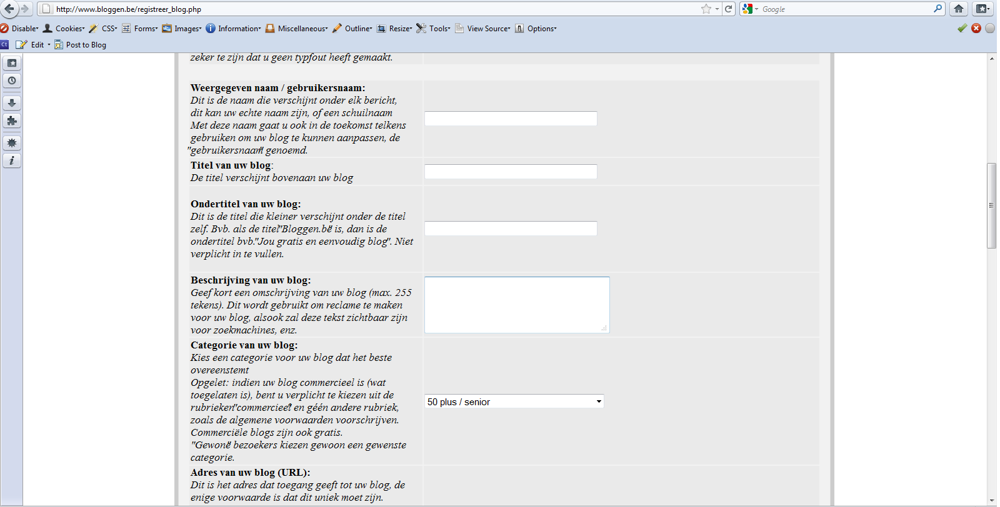 http://www.bloggen.be/registreer_blog.php
Google
Disable Cookies CSS Forms Images Information Miscellaneous Outline Resize Tools View Source Options
Ct Edit Post to Blog
zeker te zijn dat u geen typfout heeft gemaakt.
Weergegeven naam / gebruikersnaam:
Dit is de naam die verschijnt onder elk bericht,
dit kan uw echte naam zijn, of een schuilnaam
Met deze naam gaat u ook in de toekomst telkens
gebruiken om uw blog te kunnen aanpassen, de
"gebruikersnaam" genoemd.
Titel van uw blog:
De titel verschijnt bovenaan uw blog
Ondertitel van uw blog:
Dit is de titel die kleiner verschijnt onder de titel
zelf. Bvb. als de titel "Bloggen.be" is, dan is de
ondertitel bvb. "Jou gratis en eenvoudig blog". Niet
verplicht in te vullen.
Beschrijving van uw blog:
Geef kort een omschrijving van uw blog (max. 255
tekens). Dit wordt gebruikt om reclame te maken
voor uw blog, alsook zal deze tekst zichtbaar zijn
voor zoekmachines, enz.
Categorie van uw blog:
Kies een categorie voor uw blog dat het beste
overeenstemt
Opgelet: indien uw blog commercieel is (wat
toegelaten is), bent u verplicht te kiezen uit de
rubrieken "commercieel" en géén andere rubriek,
zoals de algemene voorwaarden voorschrijven.
Commerciële blogs zijn ook gratis.
"Gewone" bezoekers kiezen gewoon een gewenste
categorie.
50 plus / senior
Adres van uw blog (URL):
Dit is het adres dat toegang geeft tot uw blog, de
enige voorwaarde is dat dit uniek moet zijn.